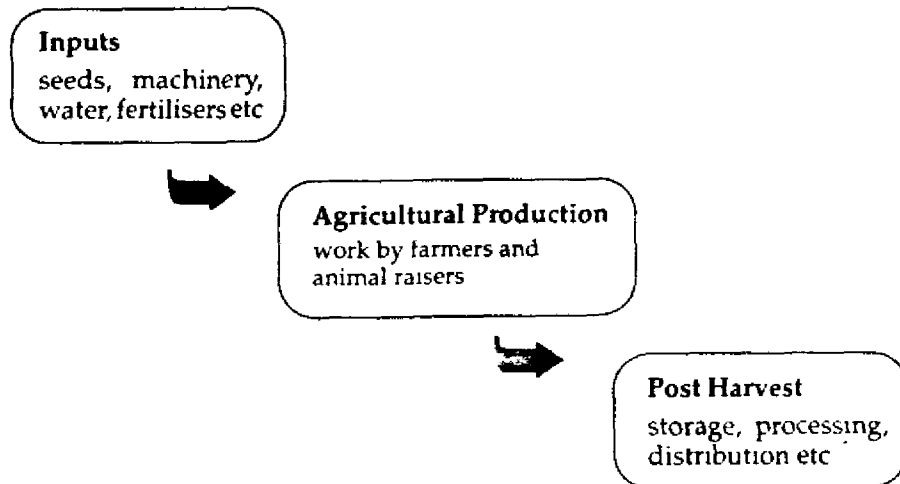 Inputs
seeds, machinery,
water, fertilisers etc
Agricultural Production
work by farmers and
animal raisers
Post Harvest
storage, processing,
distribution etc